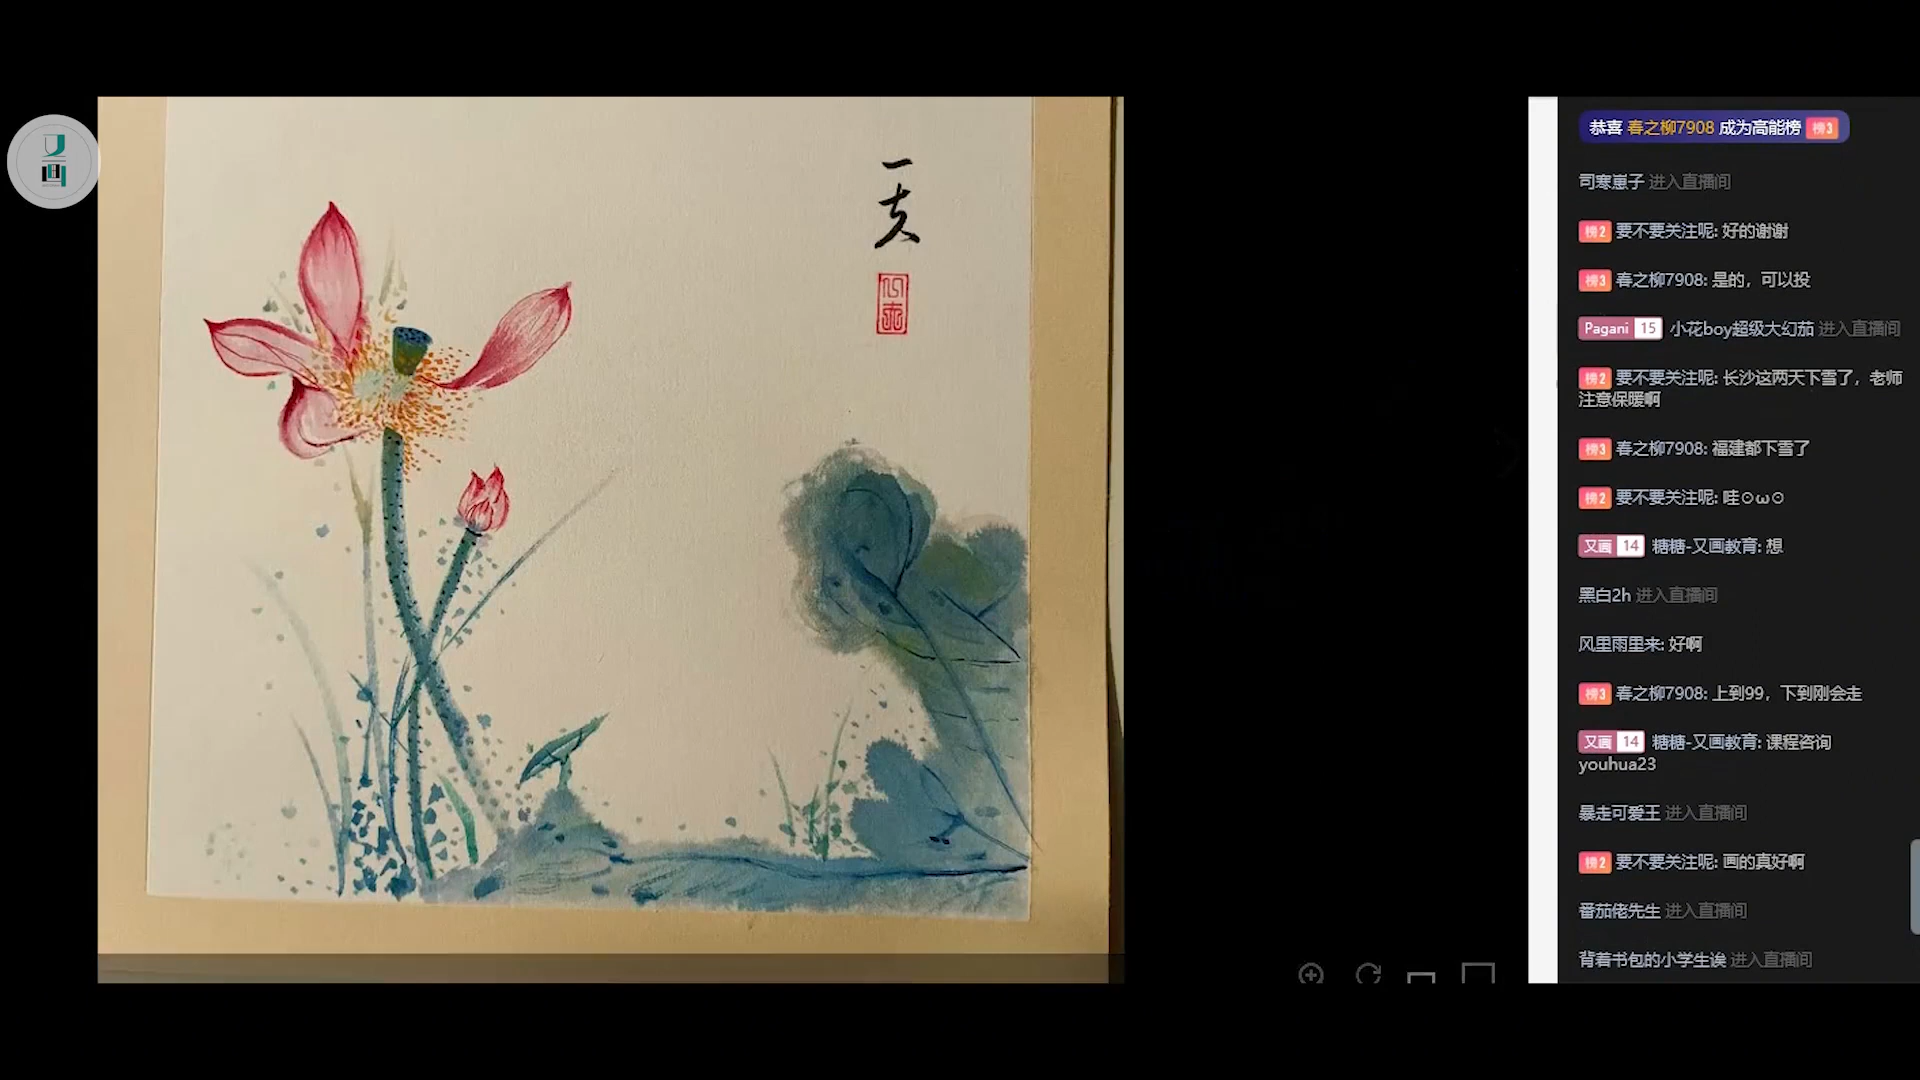 又画
恭喜 春之柳7908 成为高能榜 榜3
司寒崽子 进入直播间
榜2 要不要关注呢: 好的谢谢
榜3 春之柳7908: 是的，可以投
Pagani 15 小花boy超级大幻茄 进入直播间
榜2 要不要关注呢: 长沙这两天下雪了，老师
注意保暖啊
榜3 春之柳7908: 福建都下雪了
榜2 要不要关注呢: 哇⊙ω⊙
又画 14 糖糖-又画教育: 想
黑白2h 进入直播间
风里雨里来: 好啊
榜3 春之柳7908: 上到99，下到刚会走
又画 14 糖糖-又画教育: 课程咨询
youhua23
暴走可爱王 进入直播间
榜2 要不要关注呢: 画的真好啊
番茄佬先生 进入直播间
背着书包的小学生诶 进入直播间